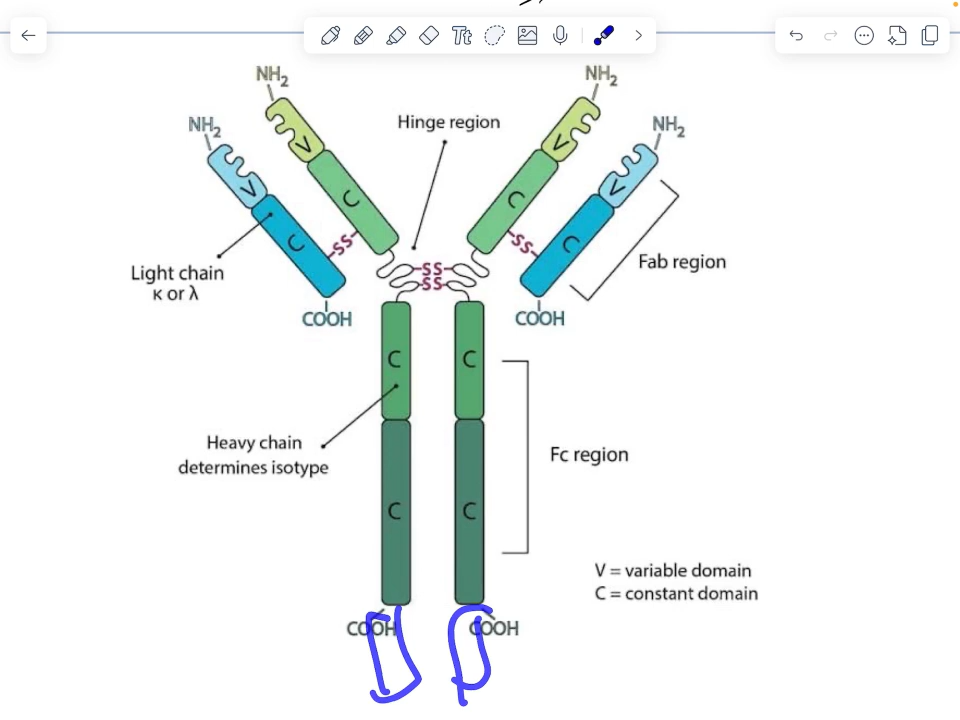 Tt
NH2
NH2
NH2
NH2
Hinge region
V
V
V
V
C
C
C
C
SS
SS
SS
SS
Light chain
κ or λ
Fab region
COOH
COOH
C
C
Heavy chain
determines isotype
Fc region
C
C
V = variable domain
C = constant domain
COOH
COOH